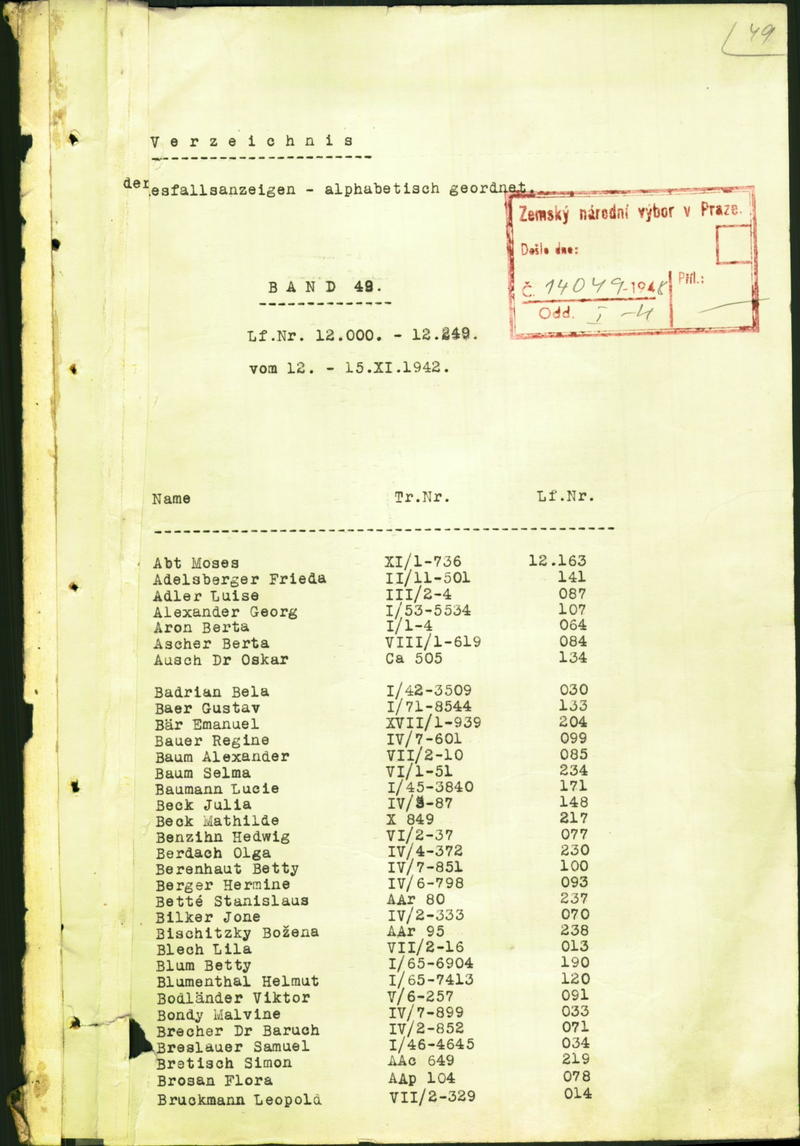 49
Verzeichnis
der esfallsanzeigen - alphabetisch geordnet.
Zemský národní výbor v Praze.
Došlo dne:
č. 14049-1948 Příl.:
Odd. I-4
BAND 49.
Lf.Nr. 12.000. - 12.249.
vom 12. - 15.XI.1942.
Name Tr.Nr. Lf.Nr.
Abt Moses XI/1-736 12.163
Adelsberger Frieda II/11-501 141
Adler Luise III/2-4 087
Alexander Georg I/53-5534 107
Aron Berta I/1-4 064
Ascher Berta VIII/1-619 084
Ausch Dr Oskar Ca 505 134
Badrian Bela I/42-3509 030
Baer Gustav I/71-8544 133
Bär Emanuel XVII/1-939 204
Bauer Regine IV/7-601 099
Baum Alexander VII/2-10 085
Baum Selma VI/1-51 234
Baumann Lucie I/45-3840 171
Beck Julia 148
Beck Mathilde X 849 217
Benzihn Hedwig VI/2-37 077
Berdach Olga IV/4-372 230
Berenhaut Betty IV/7-851 100
Berger Hermine IV/6-798 093
Betté Stanislaus AAr 80 237
Bilker Jone IV/2-333 070
Bischitzky Božena AAr 95 238
Blech Lila VII/2-16 013
Blum Betty I/65-6904 190
Blumenthal Helmut I/65-7413 120
Bodländer Viktor V/6-257 091
Bondy Malvine IV/7-899 033
Brecher Dr Baruch IV/2-852 071
Breslauer Samuel I/46-4645 034
Bretisch Simon AAc 649 219
Brosan Flora AAp 104 078
Bruckmann Leopold VII/2-329 014